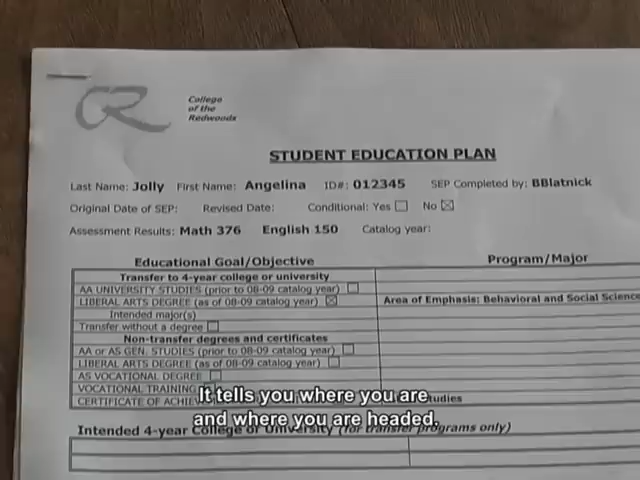 CR
College
of the
Redwoods
STUDENT EDUCATION PLAN
Last Name: Jolly First Name: Angelina ID#: 012345 SEP Completed by: BBlatnick
Original Date of SEP: Revised Date: Conditional: Yes ☐ No ☒
Assessment Results: Math 376 English 150 Catalog year:
Educational Goal/Objective Program/Major
Transfer to 4-year college or university
AA UNIVERSITY STUDIES (prior to 08-09 catalog year) ☐
LIBERAL ARTS DEGREE (as of 08-09 catalog year) ☒ Area of Emphasis: Behavioral and Social Science
Intended major(s)
Transfer without a degree ☐
Non-transfer degrees and certificates
AA or AS GEN. STUDIES (prior to 08-09 catalog year) ☐
LIBERAL ARTS DEGREE (as of 08-09 catalog year) ☐
AS VOCATIONAL DEGREE ☐
VOCATIONAL TRAINING
CERTIFICATE OF ACHIEV
It tells you where you are
and where you are headed.
Intended 4-year College or University (for transfer programs only)